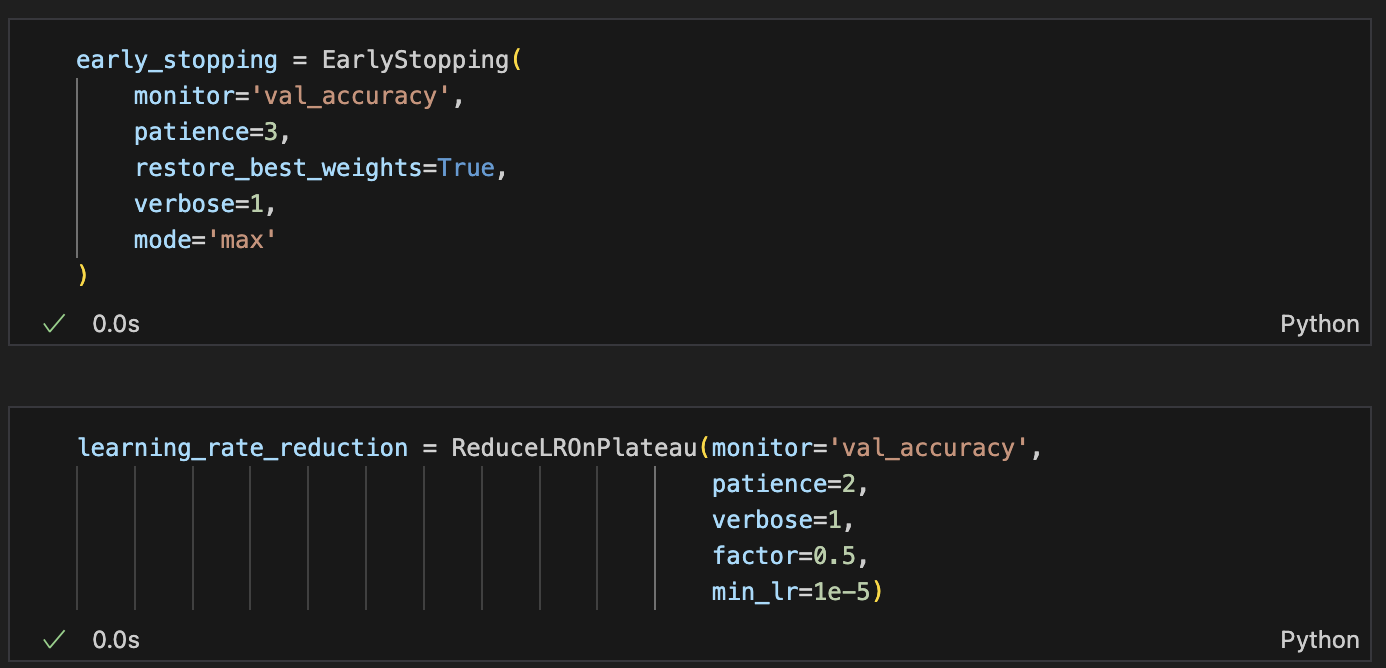 early_stopping = EarlyStopping(
    monitor='val_accuracy',
    patience=3,
    restore_best_weights=True,
    verbose=1,
    mode='max'
)
0.0s
Python
learning_rate_reduction = ReduceLROnPlateau(monitor='val_accuracy',
                                            patience=2,
                                            verbose=1,
                                            factor=0.5,
                                            min_lr=1e-5)
0.0s
Python